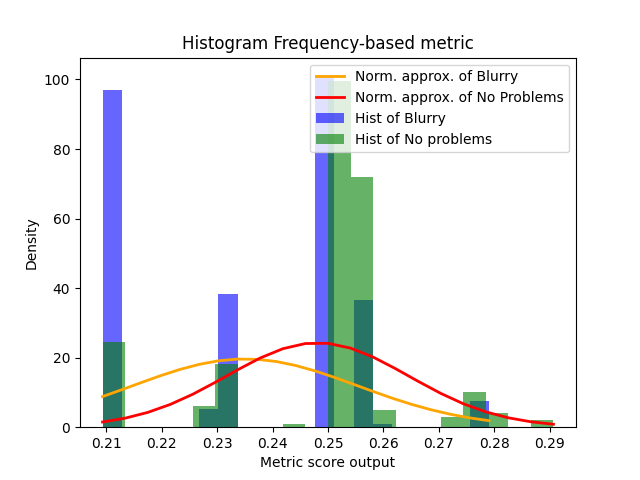 Histogram Frequency-based metric
Norm. approx. of Blurry
Norm. approx. of No Problems
Hist of Blurry
Hist of No problems
100
80
60
40
20
0
Density
0.21 0.22 0.23 0.24 0.25 0.26 0.27 0.28 0.29
Metric score output